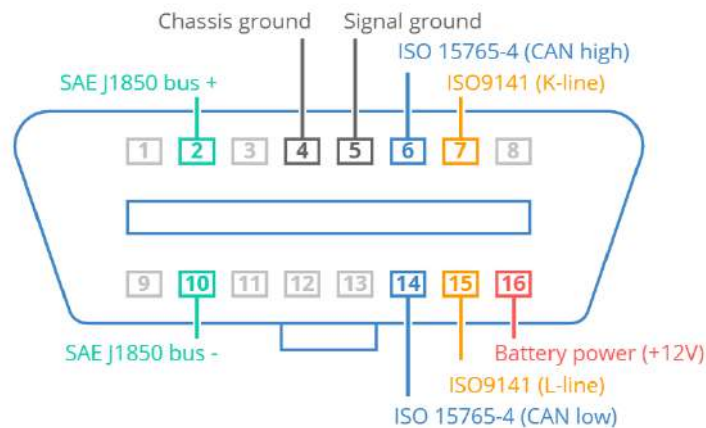 Chassis ground
Signal ground
ISO 15765-4 (CAN high)
SAE J1850 bus +
ISO9141 (K-line)
1 2 3 4 5 6 7 8
9 10 11 12 13 14 15 16
SAE J1850 bus -
Battery power (+12V)
ISO9141 (L-line)
ISO 15765-4 (CAN low)